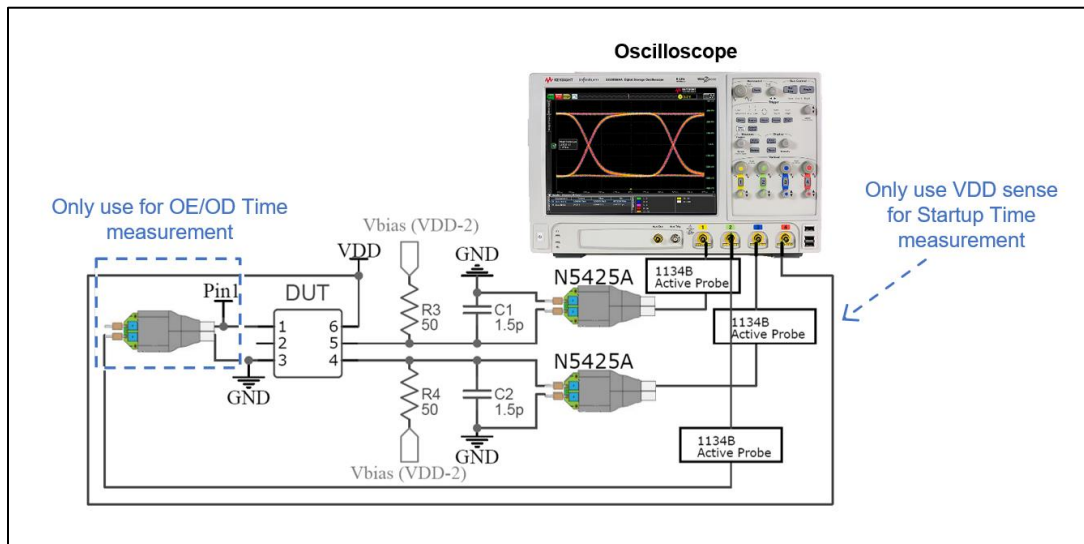 Oscilloscope
KEYSIGHT
Only use for OE/OD Time
measurement
Only use VDD sense
for Startup Time
measurement
Vbias (VDD-2)
VDD
GND
1134B
Active Probe
N5425A
Pin1
DUT
R3
50
C1
1.5p
1134B
Active Probe
1
2
3
6
5
4
N5425A
GND
R4
50
C2
1.5p
GND
Vbias (VDD-2)
1134B
Active Probe